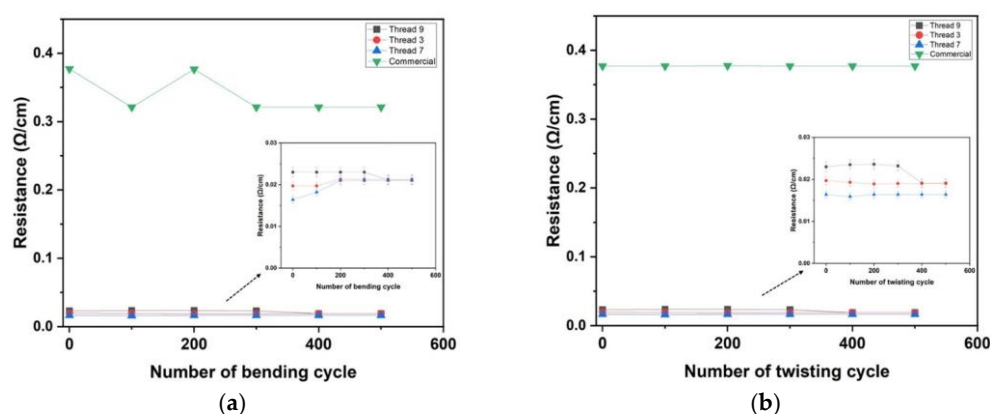 Thread 9
Thread 3
Thread 7
Commercial
0.4
0.3
0.2
0.1
0.0
Resistance (Ω/cm)
0.03
0.02
0.01
0.00
Resistance (Ω/cm)
0 200 400 600
Number of bending cycle
0 200 400 600
Number of bending cycle
(a)
Thread 9
Thread 3
Thread 7
Commercial
0.4
0.3
0.2
0.1
0.0
Resistance (Ω/cm)
0.03
0.02
0.01
0.00
Resistance (Ω/cm)
0 200 400 600
Number of twisting cycle
0 200 400 600
Number of twisting cycle
(b)